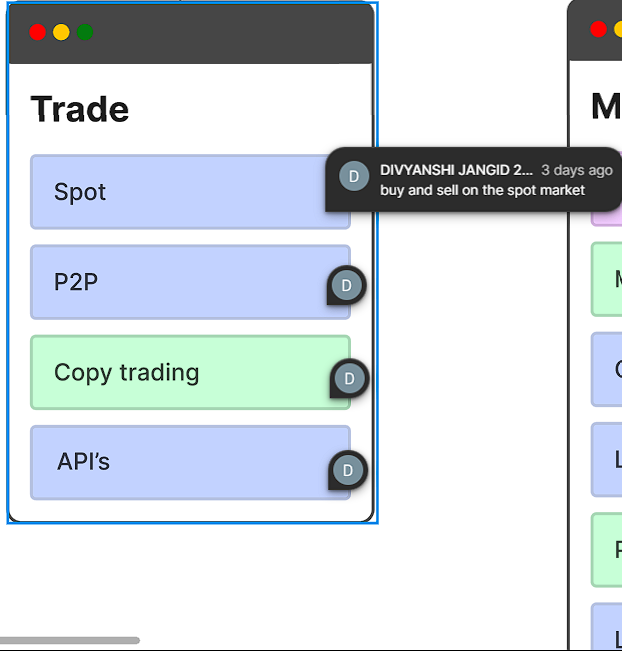 Trade
M
DIVYANSHI JANGID 2... 3 days ago
buy and sell on the spot market
Spot
D
P2P
D
Copy trading
D
API's
D